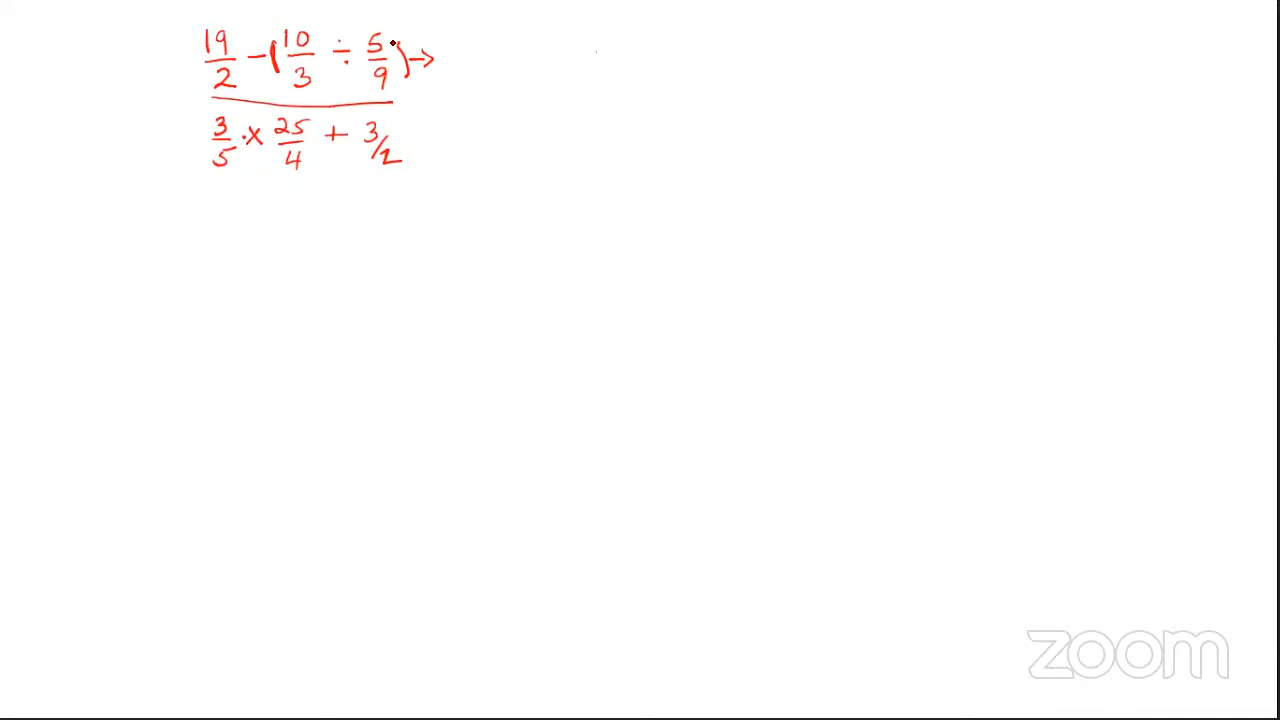 19/2 - (10/3 ÷ 5/9) →
3/5 · x 25/4 + 3/2
zoom